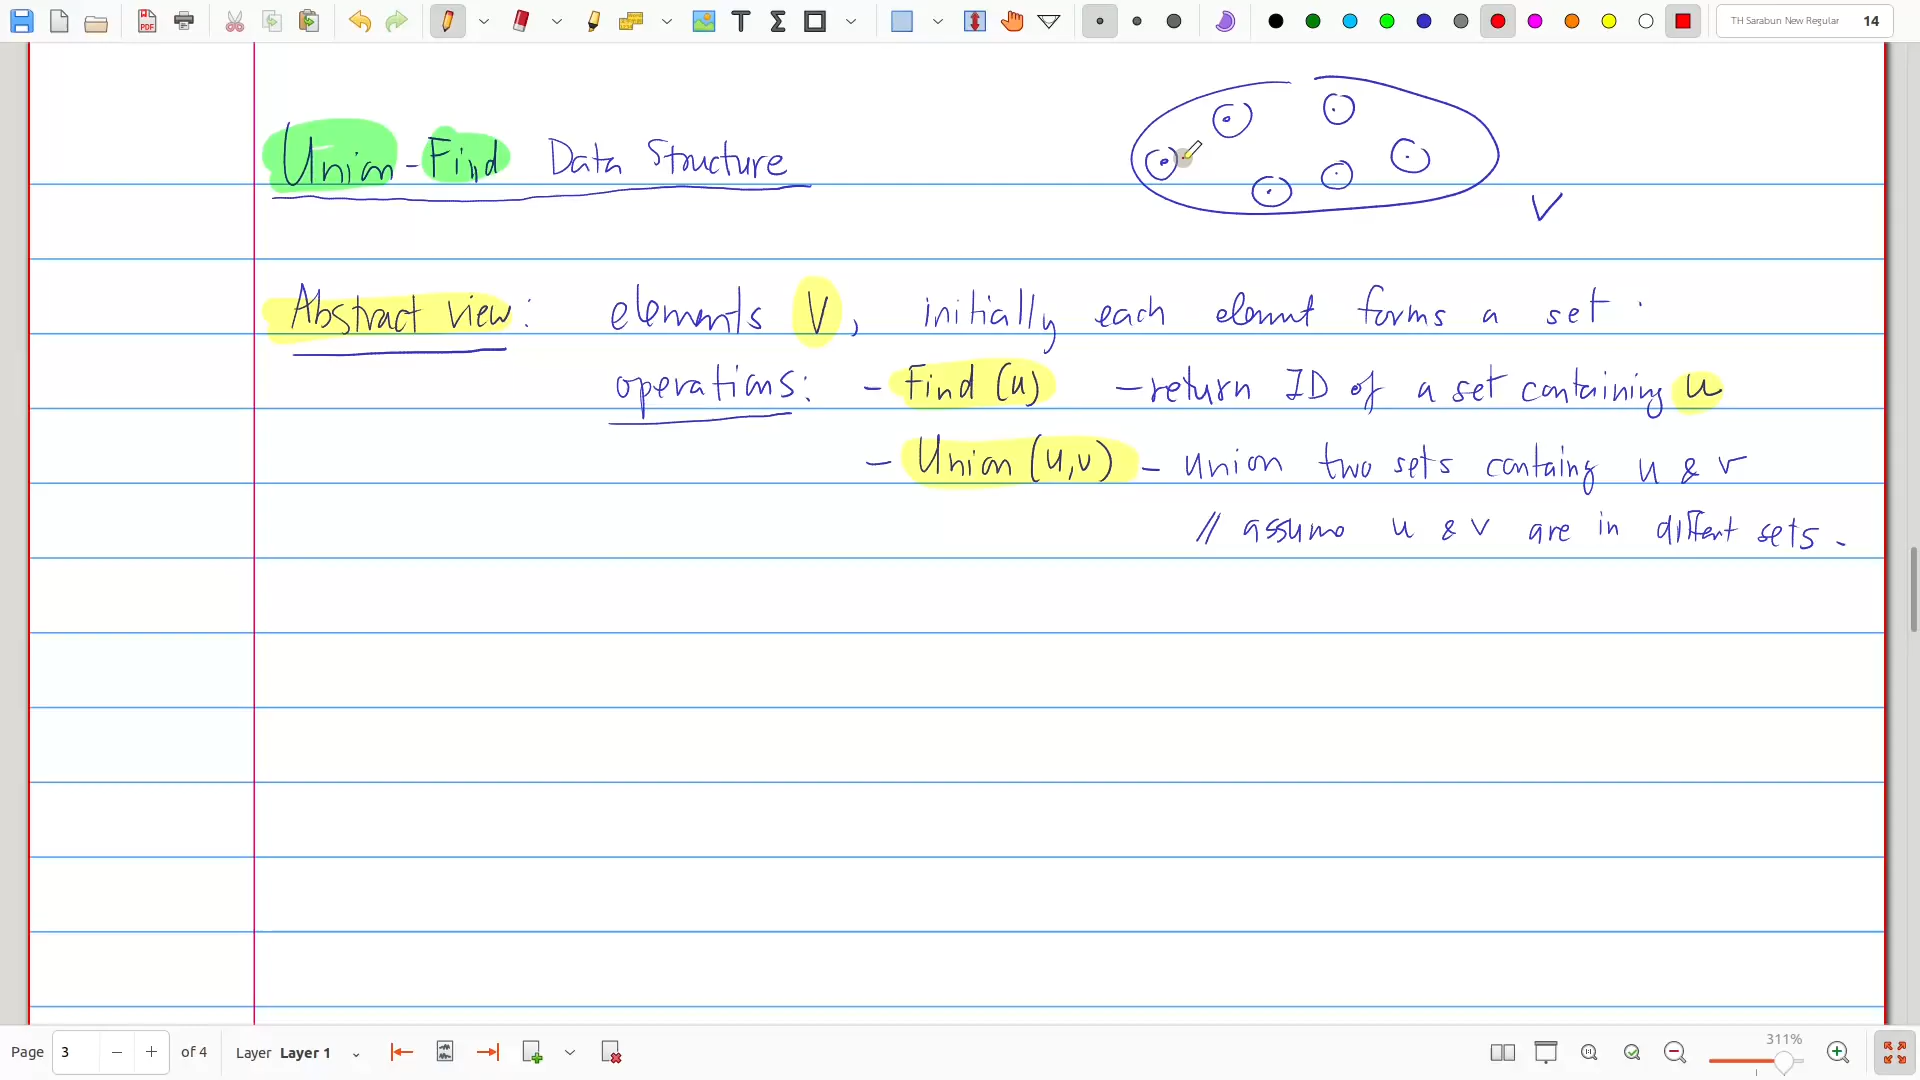 TH Sarabun New Regular 14
Union-Find Data Structure
V
Abstract view: elements V, initially each elemnt forms a set.
operations: - Find (u) - return ID of a set containing u
- Union (u,v) - union two sets containg u & v
// assume u & v are in diffent sets.
Page 3 of 4 Layer Layer 1 311%